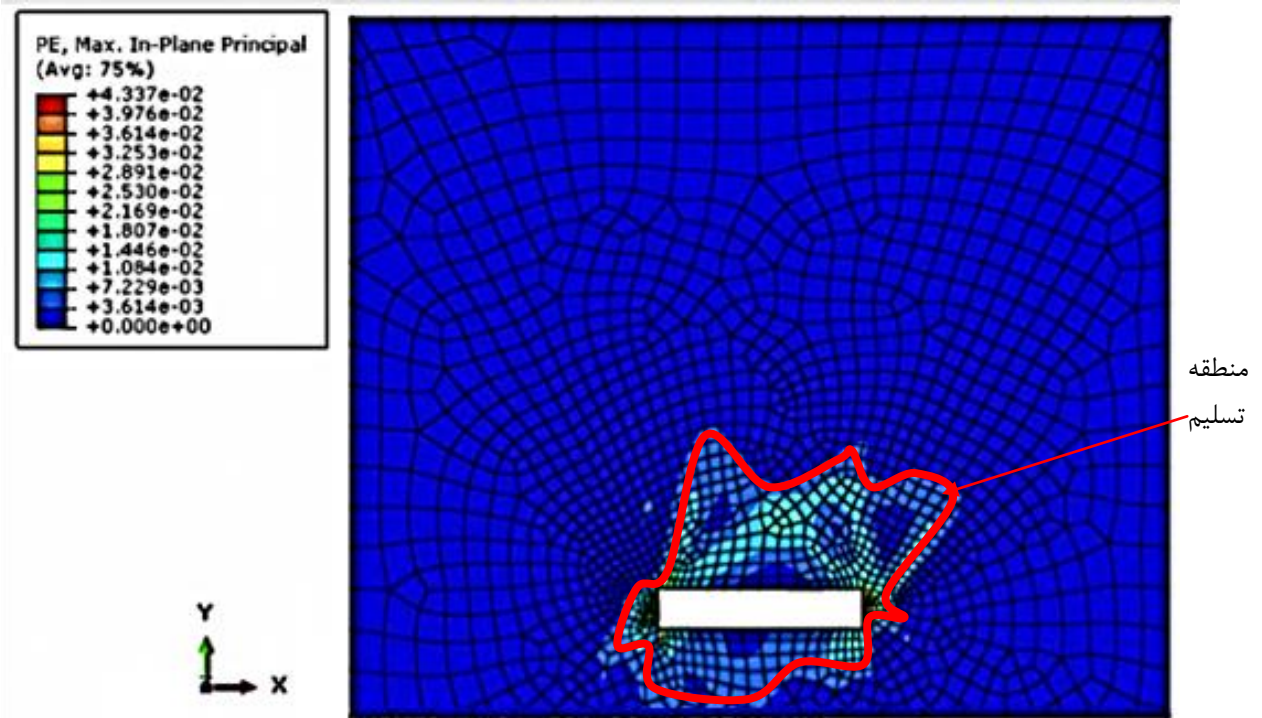 PE, Max. In-Plane Principal
(Avg: 75%)
+4.337e-02
+3.976e-02
+3.614e-02
+3.253e-02
+2.891e-02
+2.530e-02
+2.169e-02
+1.807e-02
+1.446e-02
+1.084e-02
+7.229e-03
+3.614e-03
+0.000e+00
منطقه
تسلیم
Y
X